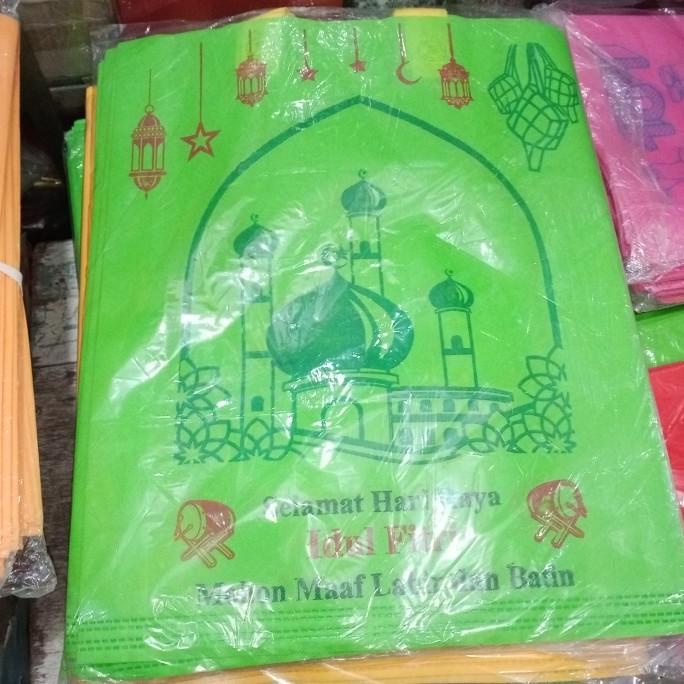 Selamat Hari Raya
Idul Fitri
Mohon Maaf Lahir dan Batin